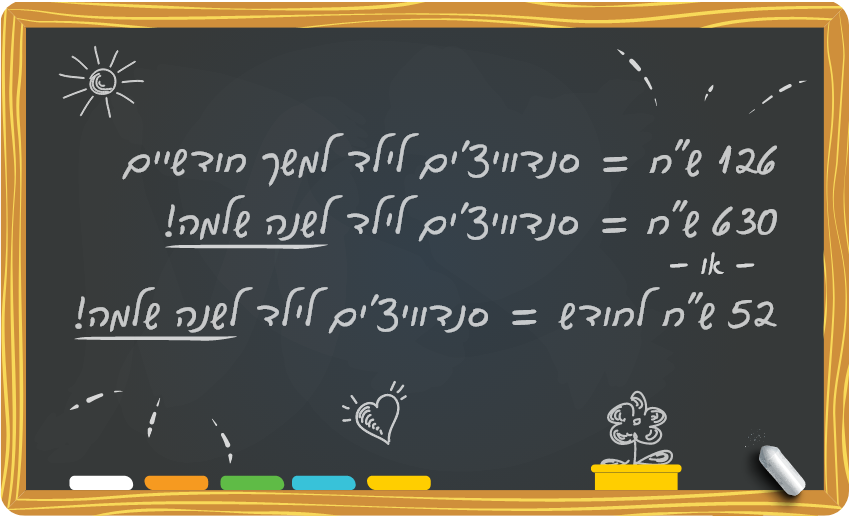 126 ש"ח = סנדוויצ'ים לילד למשך חודשיים
630 ש"ח = סנדוויצ'ים לילד לשנה שלמה!
– או –
52 ש"ח לחודש = סנדוויצ'ים לילד לשנה שלמה!